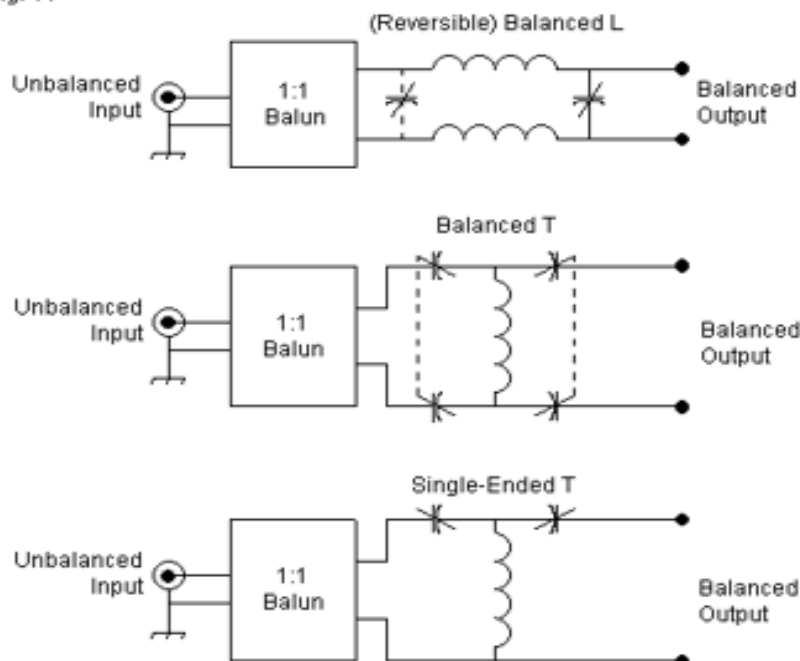 (Reversible) Balanced L
Unbalanced
Input
1:1
Balun
Balanced
Output
Balanced T
Unbalanced
Input
1:1
Balun
Balanced
Output
Single-Ended T
Unbalanced
Input
1:1
Balun
Balanced
Output